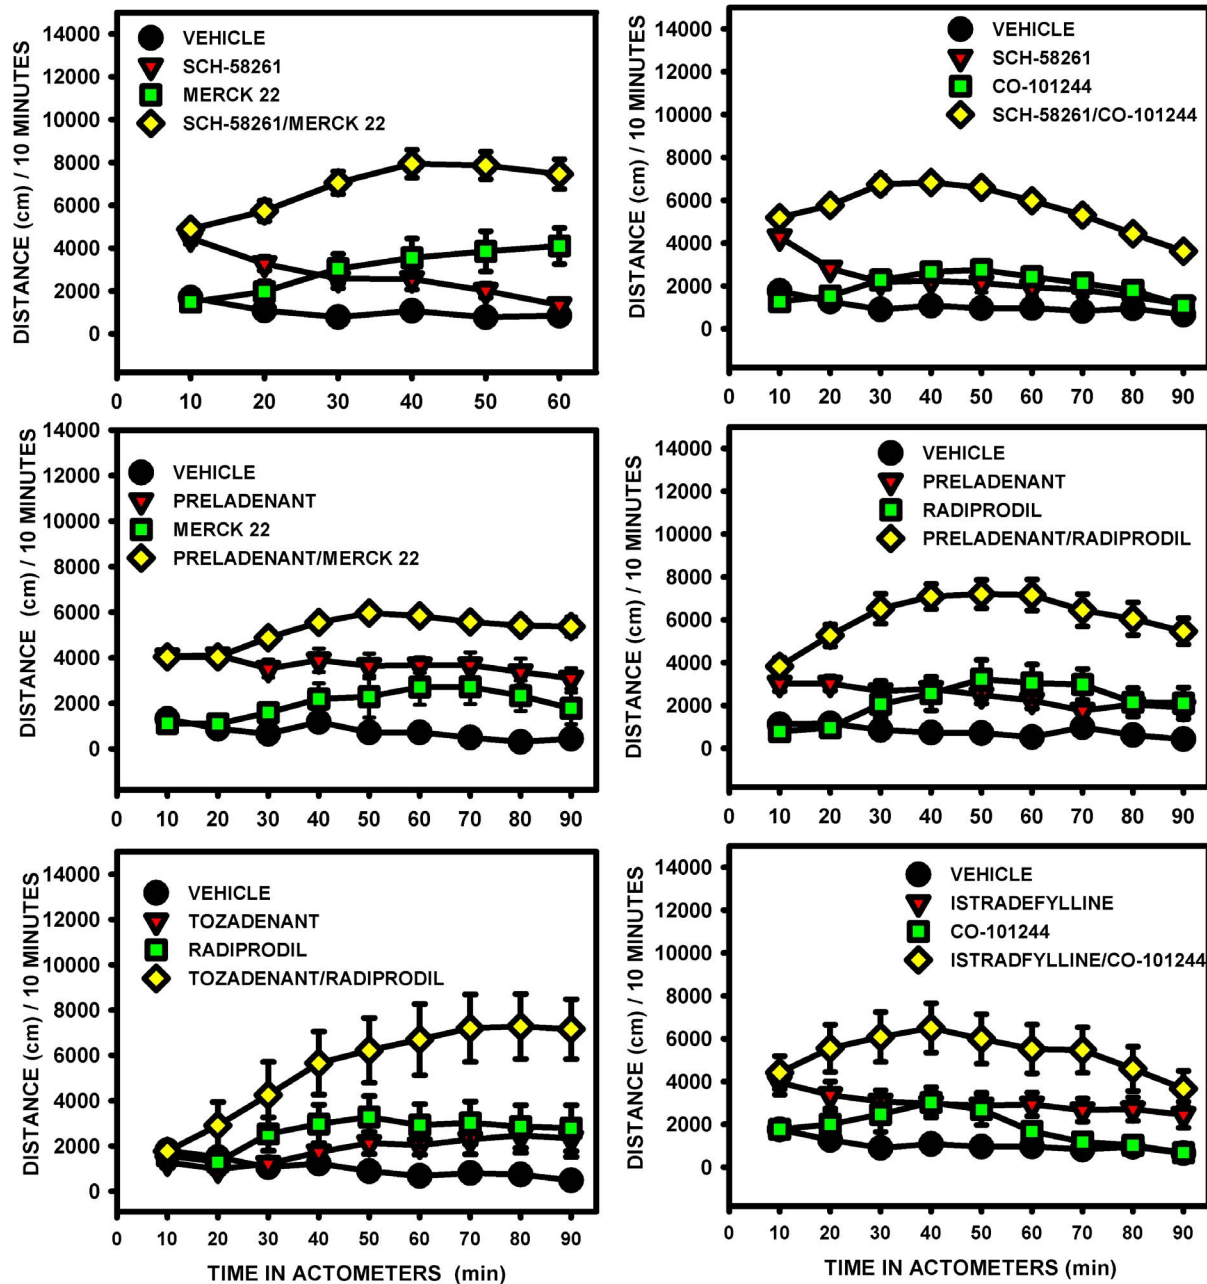 DISTANCE (cm) / 10 MINUTES
14000
12000
10000
8000
6000
4000
2000
0
VEHICLE
SCH-58261
MERCK 22
SCH-58261/MERCK 22
0 10 20 30 40 50 60
DISTANCE (cm) / 10 MINUTES
14000
12000
10000
8000
6000
4000
2000
0
VEHICLE
SCH-58261
CO-101244
SCH-58261/CO-101244
0 10 20 30 40 50 60 70 80 90
DISTANCE (cm) / 10 MINUTES
14000
12000
10000
8000
6000
4000
2000
0
VEHICLE
PRELADENANT
MERCK 22
PRELADENANT/MERCK 22
0 10 20 30 40 50 60 70 80 90
DISTANCE (cm) / 10 MINUTES
14000
12000
10000
8000
6000
4000
2000
0
VEHICLE
PRELADENANT
RADIPRODIL
PRELADENANT/RADIPRODIL
0 10 20 30 40 50 60 70 80 90
DISTANCE (cm) / 10 MINUTES
14000
12000
10000
8000
6000
4000
2000
0
VEHICLE
TOZADENANT
RADIPRODIL
TOZADENANT/RADIPRODIL
0 10 20 30 40 50 60 70 80 90
TIME IN ACTOMETERS (min)
DISTANCE (cm) / 10 MINUTES
14000
12000
10000
8000
6000
4000
2000
0
VEHICLE
ISTRADEFYLLINE
CO-101244
ISTRADFYLLINE/CO-101244
0 10 20 30 40 50 60 70 80 90
TIME IN ACTOMETERS (min)